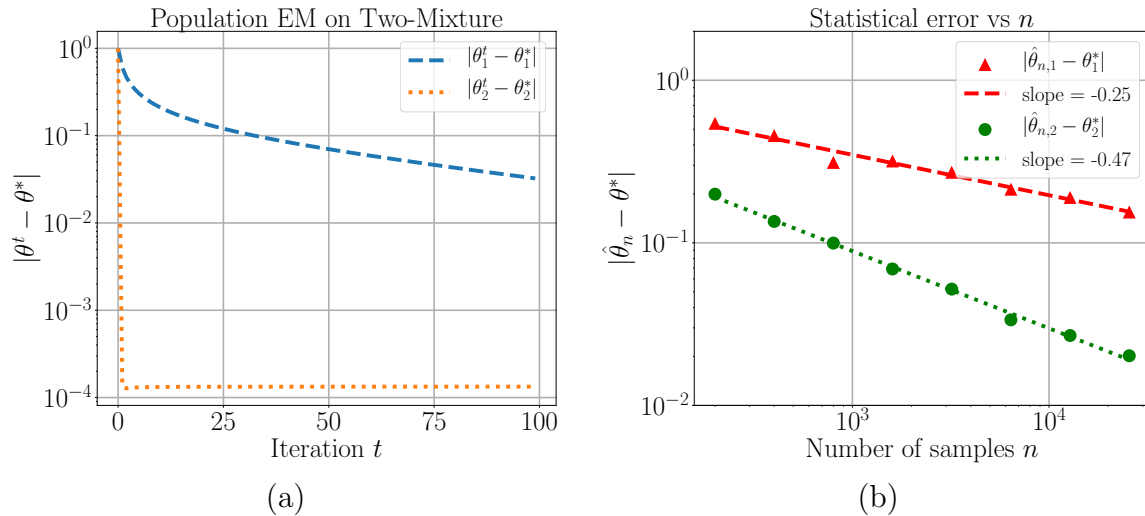 Population EM on Two-Mixture
|θ^t − θ^*|
10^0
10^{-1}
10^{-2}
10^{-3}
10^{-4}
|θ_1^t − θ_1^*|
|θ_2^t − θ_2^*|
0 25 50 75 100
Iteration t
(a)
Statistical error vs n
|θ̂_n − θ^*|
10^0
10^{-1}
10^{-2}
|θ̂_{n,1} − θ_1^*|
slope = -0.25
|θ̂_{n,2} − θ_2^*|
slope = -0.47
10^3 10^4
Number of samples n
(b)